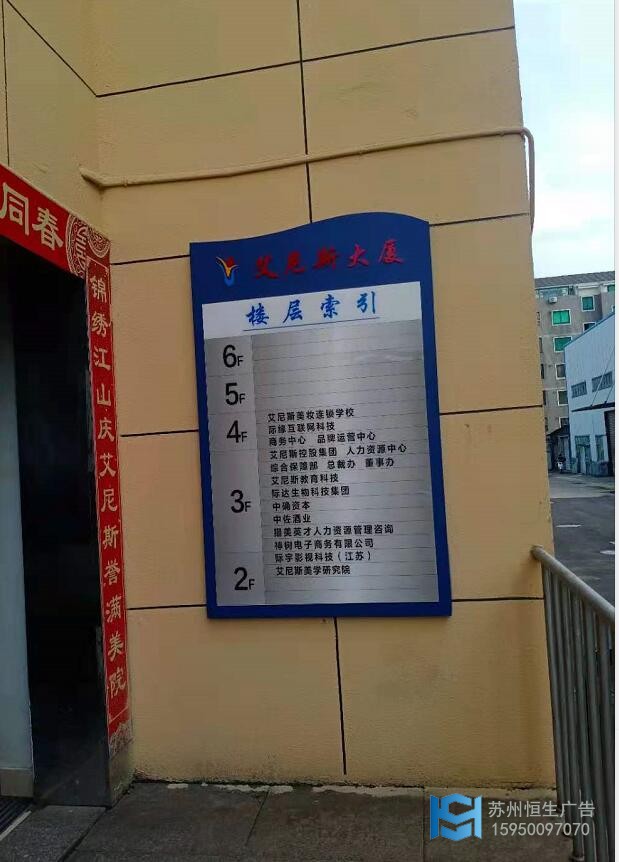 同春
锦绣江山庆艾尼斯誉满美院
艾尼斯大厦
楼层索引
6F
5F
艾尼斯美妆连锁学校
际缘互联网科技
4F
商务中心 品牌运营中心
艾尼斯控股集团 人力资源中心
综合保障部 总裁办 董事办
艾尼斯教育科技
际达生物科技集团
3F
中确资本
中佐酒业
猎美英才人力资源管理咨询
神树电子商务有限公司
际宇影视科技（江苏）
2F
艾尼斯美学研究院
苏州恒生广告
15950097070